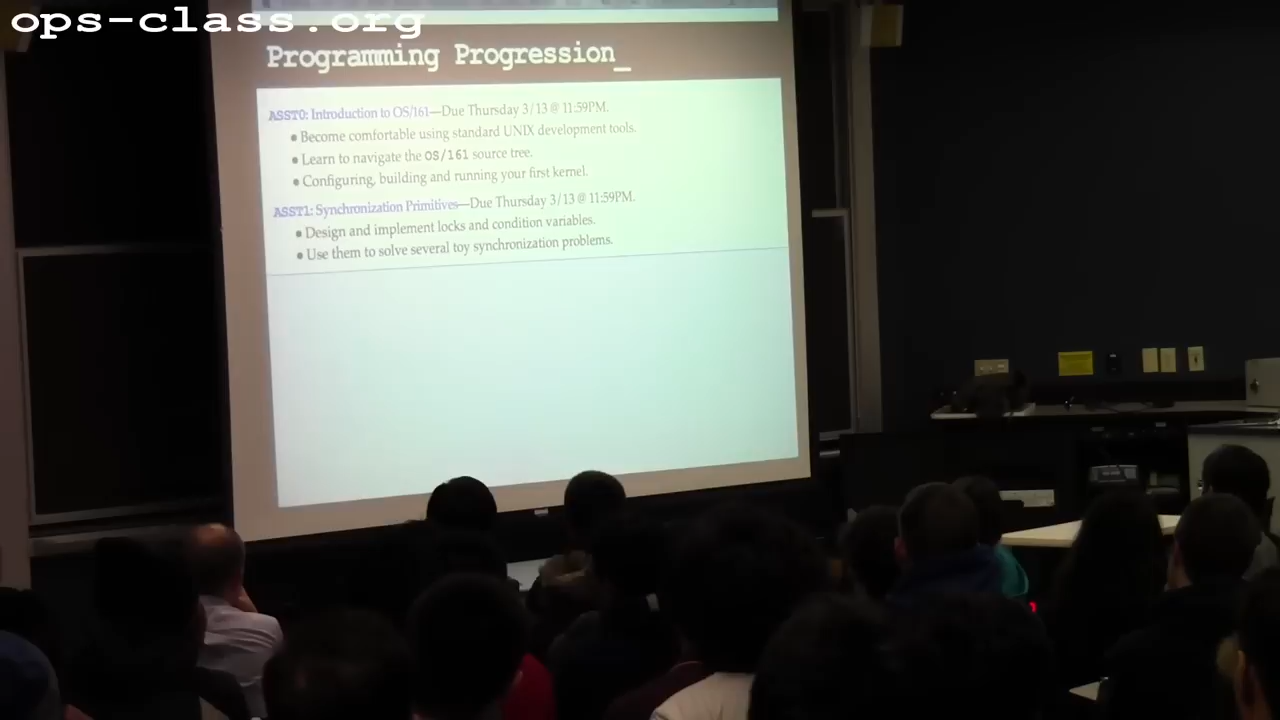 ops-class.org
Programming Progression_
ASST0: Introduction to OS/161—Due Thursday 3/13 @ 11:59PM.
● Become comfortable using standard UNIX development tools.
● Learn to navigate the OS/161 source tree.
● Configuring, building and running your first kernel.
ASST1: Synchronization Primitives—Due Thursday 3/13 @ 11:59PM.
● Design and implement locks and condition variables.
● Use them to solve several toy synchronization problems.